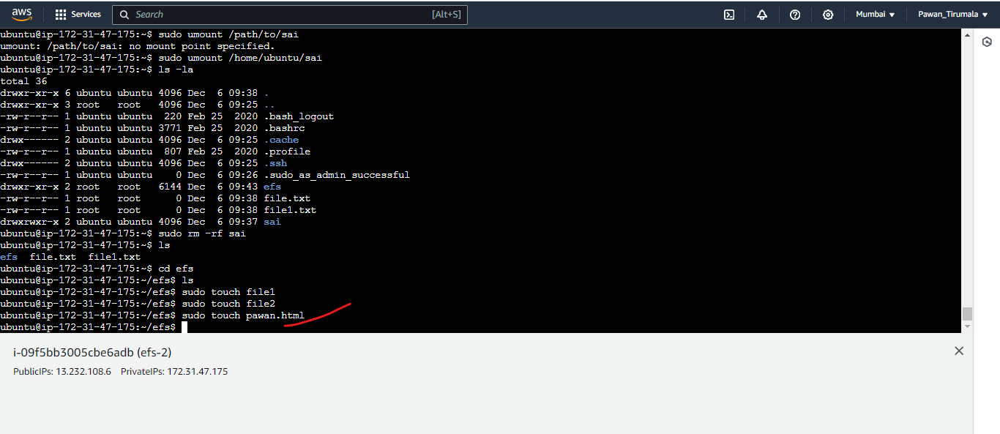 aws Services Search [Alt+S] Mumbai Pawan_Tirumala
ubuntu@ip-172-31-47-175:~$ sudo umount /path/to/sai
umount: /path/to/sai: no mount point specified.
ubuntu@ip-172-31-47-175:~$ sudo umount /home/ubuntu/sai
ubuntu@ip-172-31-47-175:~$ ls -la
total 36
drwxr-xr-x 6 ubuntu ubuntu 4096 Dec  6 09:38 .
drwxr-xr-x 3 root   root   4096 Dec  6 09:25 ..
-rw-r--r-- 1 ubuntu ubuntu  220 Feb 25  2020 .bash_logout
-rw-r--r-- 1 ubuntu ubuntu 3771 Feb 25  2020 .bashrc
drwx------ 2 ubuntu ubuntu 4096 Dec  6 09:25 .cache
-rw-r--r-- 1 ubuntu ubuntu  807 Feb 25  2020 .profile
drwx------ 2 ubuntu ubuntu 4096 Dec  6 09:25 .ssh
-rw-r--r-- 1 ubuntu ubuntu    0 Dec  6 09:26 .sudo_as_admin_successful
drwxr-xr-x 2 root   root   6144 Dec  6 09:43 efs
-rw-r--r-- 1 root   root      0 Dec  6 09:38 file.txt
-rw-r--r-- 1 root   root      0 Dec  6 09:38 file1.txt
drwxrwxr-x 2 ubuntu ubuntu 4096 Dec  6 09:37 sai
ubuntu@ip-172-31-47-175:~$ sudo rm -rf sai
ubuntu@ip-172-31-47-175:~$ ls
efs  file.txt  file1.txt
ubuntu@ip-172-31-47-175:~$ cd efs
ubuntu@ip-172-31-47-175:~/efs$ ls
ubuntu@ip-172-31-47-175:~/efs$ sudo touch file1
ubuntu@ip-172-31-47-175:~/efs$ sudo touch file2
ubuntu@ip-172-31-47-175:~/efs$ sudo touch pawan.html
ubuntu@ip-172-31-47-175:~/efs$
i-09f5bb3005cbe6adb (efs-2)
PublicIPs: 13.232.108.6 PrivateIPs: 172.31.47.175